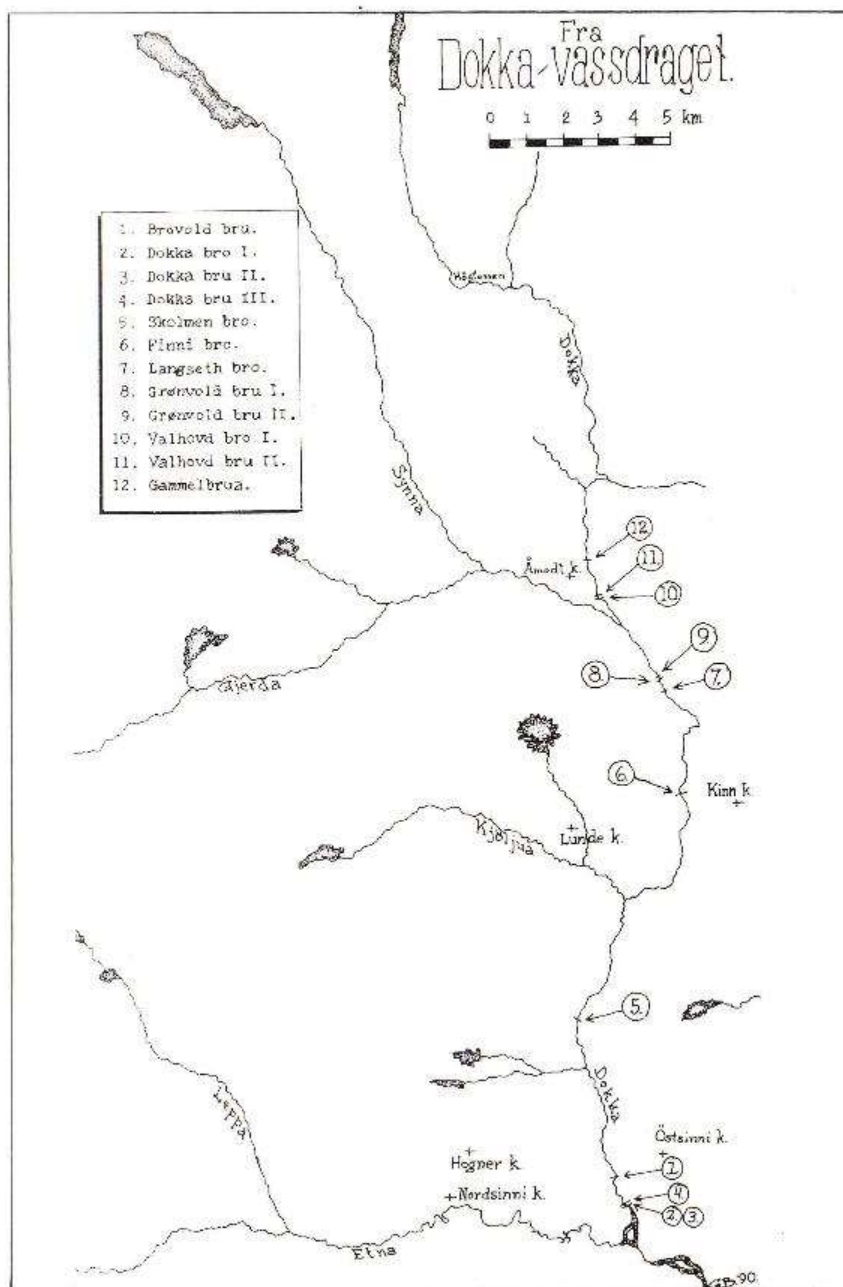 Fra
Dokka-vassdraget.
0 1 2 3 4 5 km
1. Brovold bru.
2. Dokka bro I.
3. Dokka bru II.
4. Dokka bru III.
5. Skolmen bro.
6. Finni bro.
7. Langseth bro.
8. Grønvold bru I.
9. Grønvold bru II.
10. Valhovd bro I.
11. Valhovd bru II.
12. Gammelbrua.
Dokka
Synna
12.
Åmodt k.
11.
10.
9.
8.
7.
Gjerda
6.
Kinn k.
Kjøljua
Lunde k.
5.
Dokka
Leppa
Östsinni k.
Hogner k.
1.
Nordsinni k.
4.
2. 3.
Etna